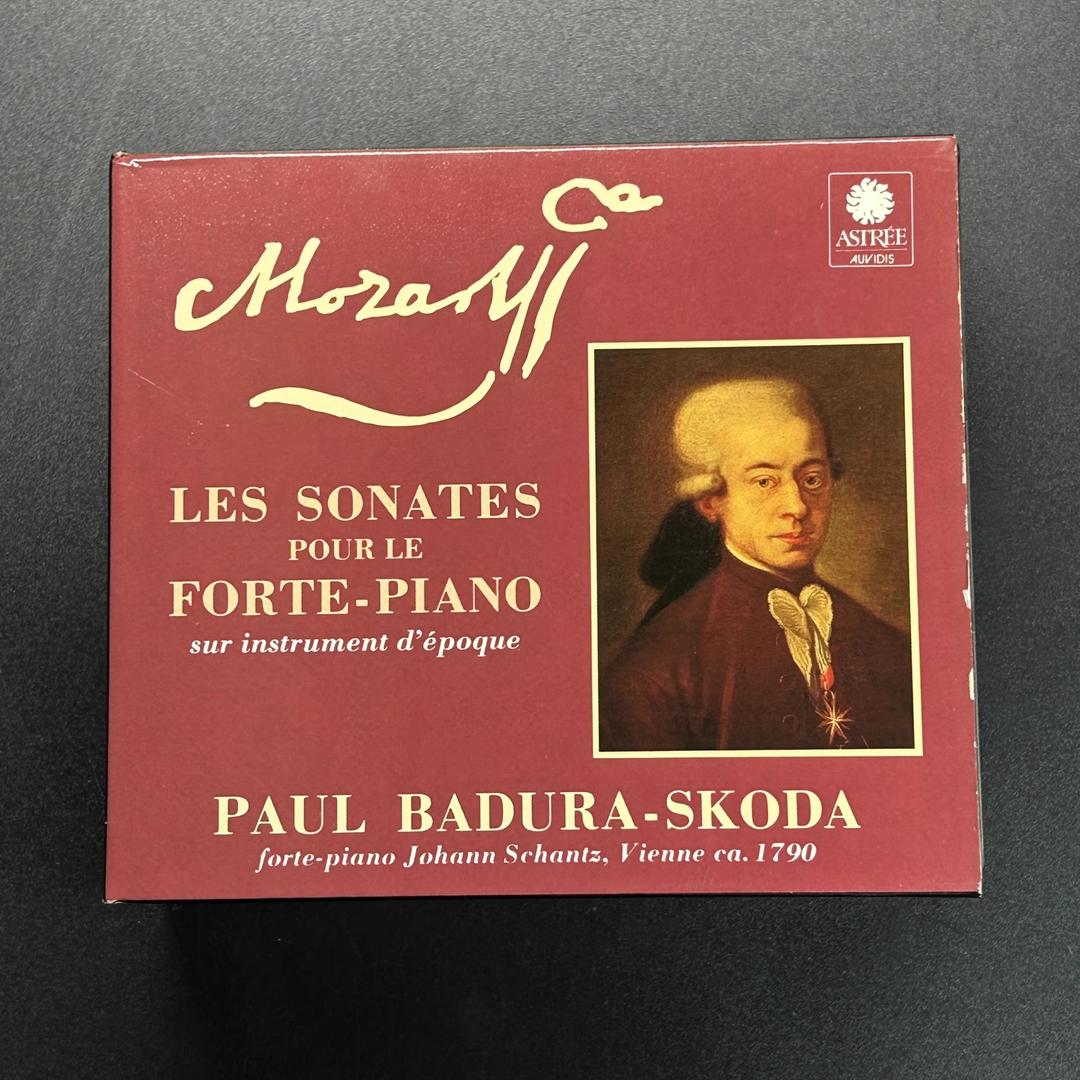 Mozart
ASTRÉE
AUVIDIS
LES SONATES
POUR LE
FORTE-PIANO
sur instrument d'époque
PAUL BADURA-SKODA
forte-piano Johann Schantz, Vienne ca. 1790